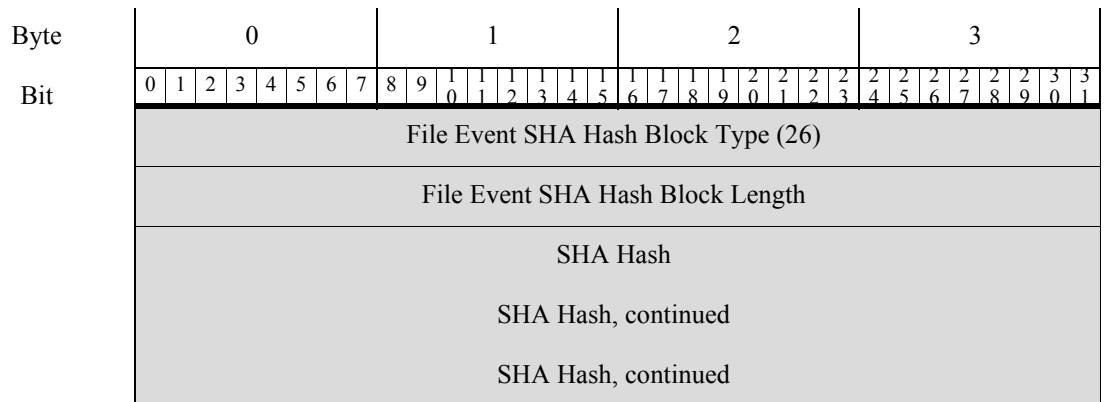 Byte 0 1 2 3
Bit 0 1 2 3 4 5 6 7 8 9 10 11 12 13 14 15 16 17 18 19 20 21 22 23 24 25 26 27 28 29 30 31
File Event SHA Hash Block Type (26)
File Event SHA Hash Block Length
SHA Hash
SHA Hash, continued
SHA Hash, continued